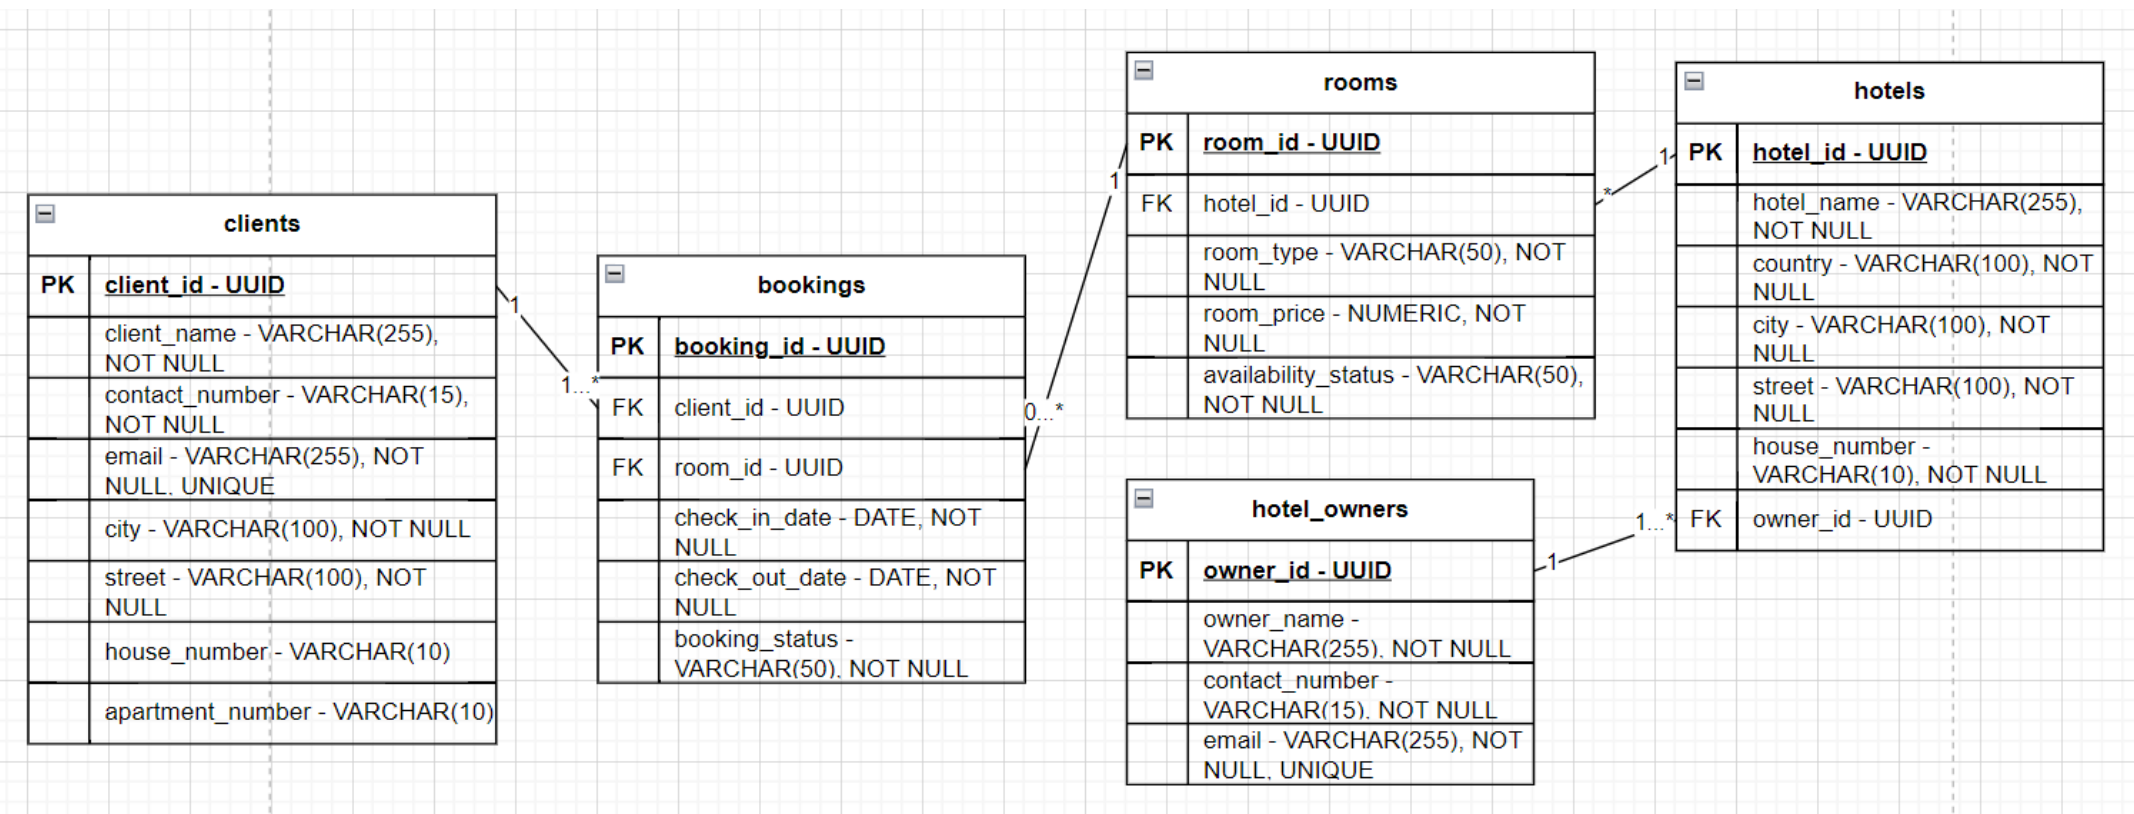 clients
PK client_id - UUID
client_name - VARCHAR(255),
NOT NULL
contact_number - VARCHAR(15),
NOT NULL
email - VARCHAR(255), NOT
NULL, UNIQUE
city - VARCHAR(100), NOT NULL
street - VARCHAR(100), NOT
NULL
house_number - VARCHAR(10)
apartment_number - VARCHAR(10)
1
1...*
bookings
PK booking_id - UUID
FK client_id - UUID
FK room_id - UUID
check_in_date - DATE, NOT
NULL
check_out_date - DATE, NOT
NULL
booking_status -
VARCHAR(50), NOT NULL
0...*
1
rooms
PK room_id - UUID
FK hotel_id - UUID
room_type - VARCHAR(50), NOT
NULL
room_price - NUMERIC, NOT
NULL
availability_status - VARCHAR(50),
NOT NULL
*
1
hotel_owners
PK owner_id - UUID
owner_name -
VARCHAR(255), NOT NULL
contact_number -
VARCHAR(15), NOT NULL
email - VARCHAR(255), NOT
NULL, UNIQUE
1
1...*
hotels
PK hotel_id - UUID
hotel_name - VARCHAR(255),
NOT NULL
country - VARCHAR(100), NOT
NULL
city - VARCHAR(100), NOT
NULL
street - VARCHAR(100), NOT
NULL
house_number -
VARCHAR(10), NOT NULL
FK owner_id - UUID